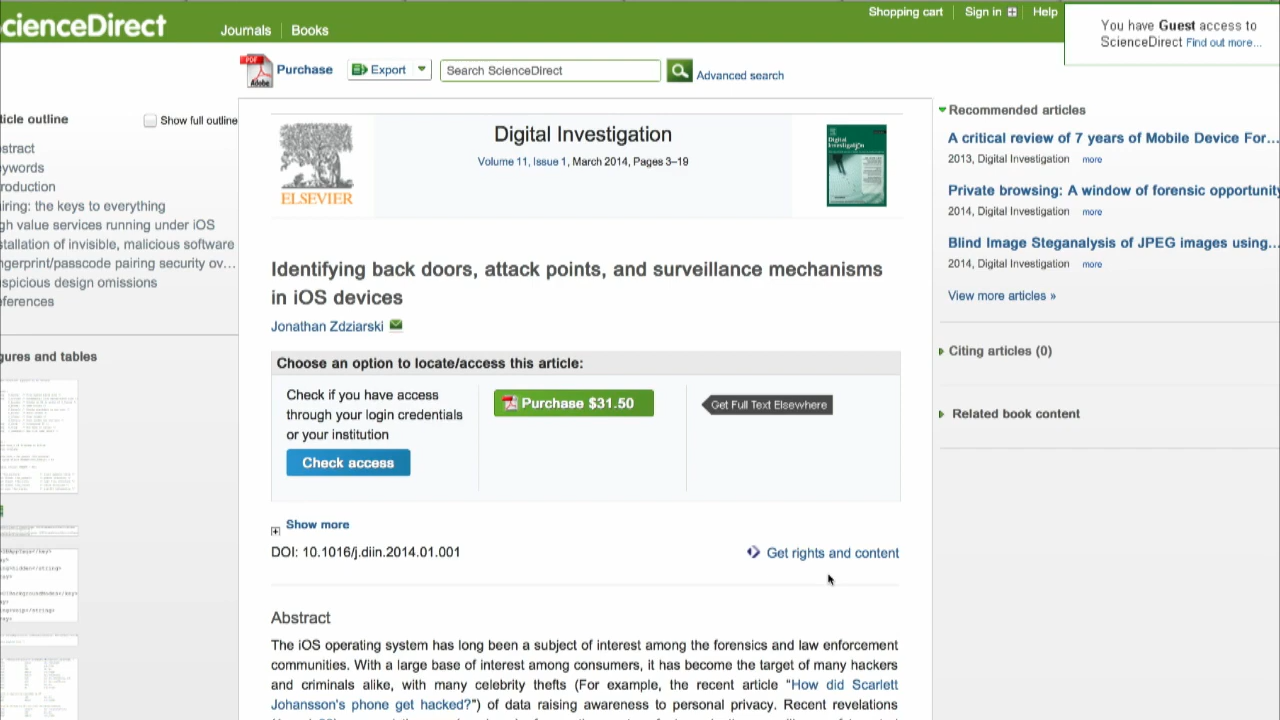 cienceDirect
Journals
Books
Shopping cart
Sign in
Help
You have Guest access to
ScienceDirect Find out more...
PDF
Adobe
Purchase
Export
Search ScienceDirect
Advanced search
ticle outline
Show full outline
stract
ywords
roduction
iring: the keys to everything
gh value services running under iOS
stallation of invisible, malicious software
ngerprint/passcode pairing security ov…
spicious design omissions
ferences
gures and tables
ELSEVIER
Digital Investigation
Volume 11, Issue 1, March 2014, Pages 3–19
Digital
Investigation
Identifying back doors, attack points, and surveillance mechanisms
in iOS devices
Jonathan Zdziarski
Choose an option to locate/access this article:
Check if you have access
through your login credentials
or your institution
Check access
Purchase $31.50
Get Full Text Elsewhere
Show more
DOI: 10.1016/j.diin.2014.01.001
Get rights and content
Abstract
The iOS operating system has long been a subject of interest among the forensics and law enforcement
communities. With a large base of interest among consumers, it has become the target of many hackers
and criminals alike, with many celebrity thefts (For example, the recent article “How did Scarlett
Johansson's phone get hacked?”) of data raising awareness to personal privacy. Recent revelations
Recommended articles
A critical review of 7 years of Mobile Device For...
2013, Digital Investigation more
Private browsing: A window of forensic opportunity
2014, Digital Investigation more
Blind Image Steganalysis of JPEG images using...
2014, Digital Investigation more
View more articles »
Citing articles (0)
Related book content